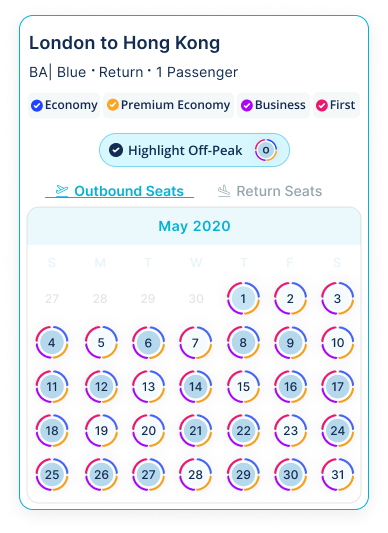 London to Hong Kong
BA| Blue · Return · 1 Passenger
Economy Premium Economy Business First
Highlight Off-Peak 0
Outbound Seats Return Seats
May 2020
S M T W T F S
27 28 29 30 1 2 3
4 5 6 7 8 9 10
11 12 13 14 15 16 17
18 19 20 21 22 23 24
25 26 27 28 29 30 31